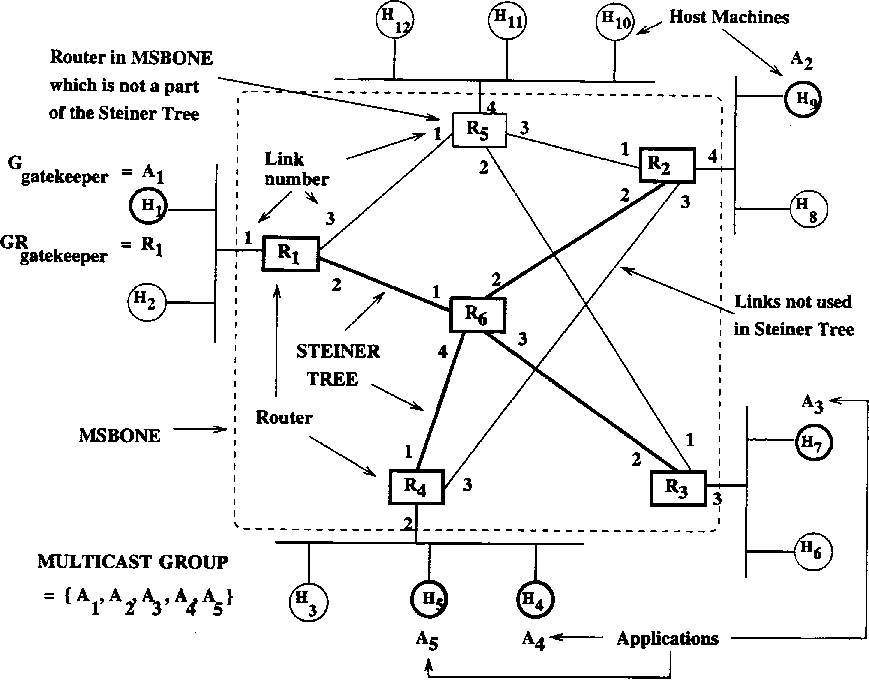 H12
H11
H10
Host Machines
Router in MSBONE
which is not a part
of the Steiner Tree
A2
H9
4
R5
1
3
2
Link
number
1
R2
4
2
3
Ggatekeeper = A1
H1
GRgatekeeper = R1
H2
H8
3
1
R1
2
1
2
R6
4
3
Links not used
in Steiner Tree
STEINER
TREE
Router
MSBONE
A3
H7
1
R4
3
2
1
2
R3
3
H6
MULTICAST GROUP
= { A1, A2, A3, A4, A5 }
H3
H5
H4
A5
A4
Applications